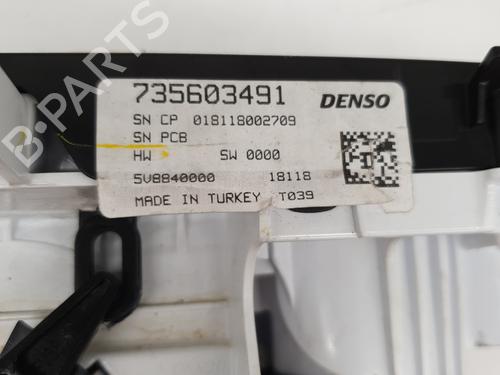 735603491 DENSO
SN CP 018118002709
SN PCB
HW SW 0000
5V8840000 18118
MADE IN TURKEY T039
B-PARTS